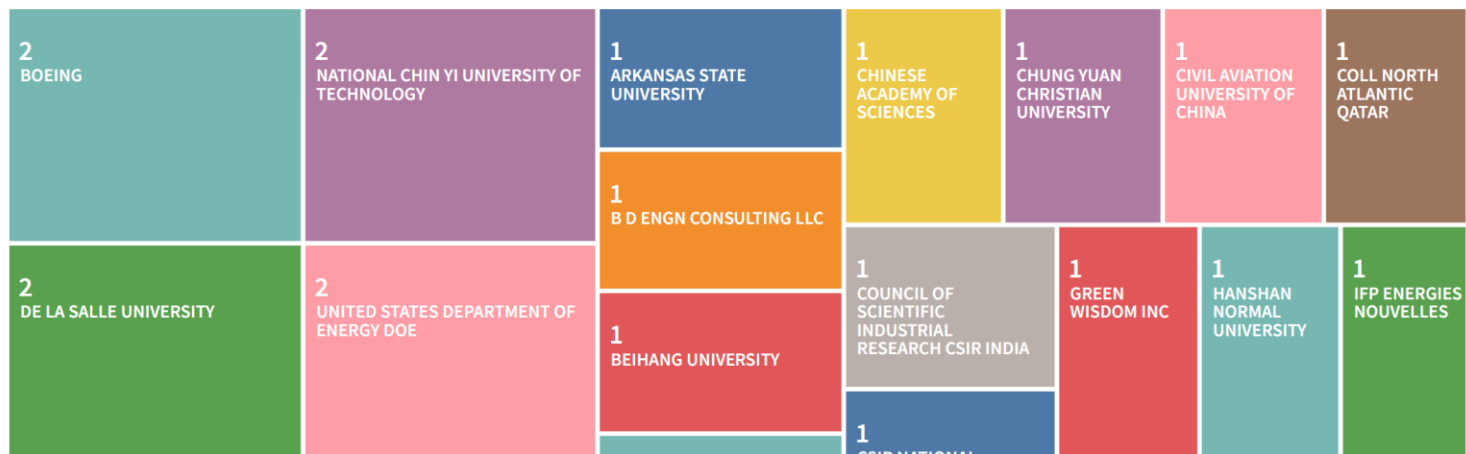 2
BOEING
2
NATIONAL CHIN YI UNIVERSITY OF
TECHNOLOGY
1
ARKANSAS STATE
UNIVERSITY
1
CHINESE
ACADEMY OF
SCIENCES
1
CHUNG YUAN
CHRISTIAN
UNIVERSITY
1
CIVIL AVIATION
UNIVERSITY OF
CHINA
1
COLL NORTH
ATLANTIC
QATAR
1
B D ENGN CONSULTING LLC
2
DE LA SALLE UNIVERSITY
2
UNITED STATES DEPARTMENT OF
ENERGY DOE
1
BEIHANG UNIVERSITY
1
COUNCIL OF
SCIENTIFIC
INDUSTRIAL
RESEARCH CSIR INDIA
1
GREEN
WISDOM INC
1
HANSHAN
NORMAL
UNIVERSITY
1
IFP ENERGIES
NOUVELLES
1
CSIR NATIONAL